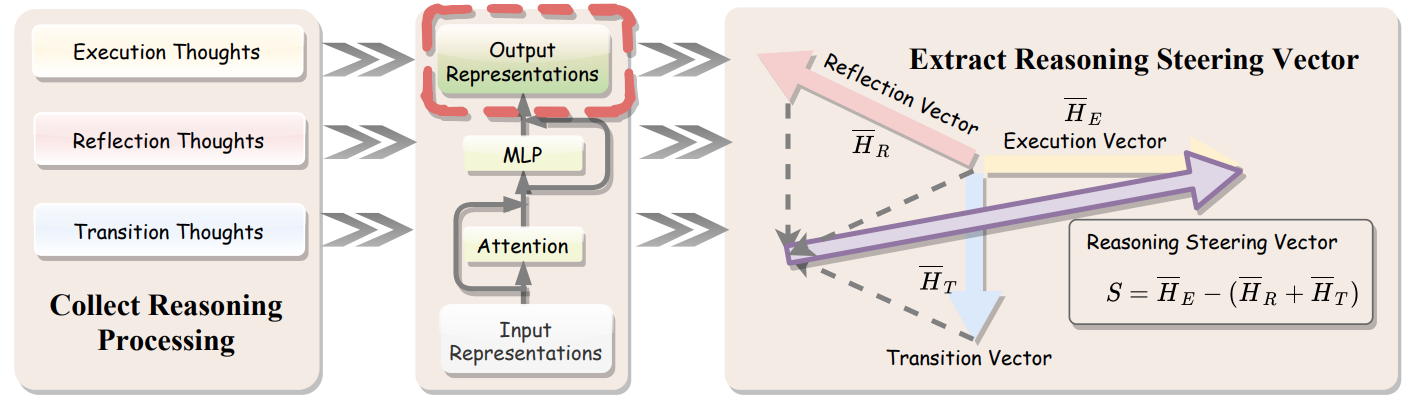 Execution Thoughts
Reflection Thoughts
Transition Thoughts
Collect Reasoning
Processing
Output
Representations
MLP
Attention
Input
Representations
Extract Reasoning Steering Vector
Reflection Vector
$\overline{H}_R$
$\overline{H}_E$
Execution Vector
$\overline{H}_T$
Transition Vector
Reasoning Steering Vector
$S = \overline{H}_E - (\overline{H}_R + \overline{H}_T)$